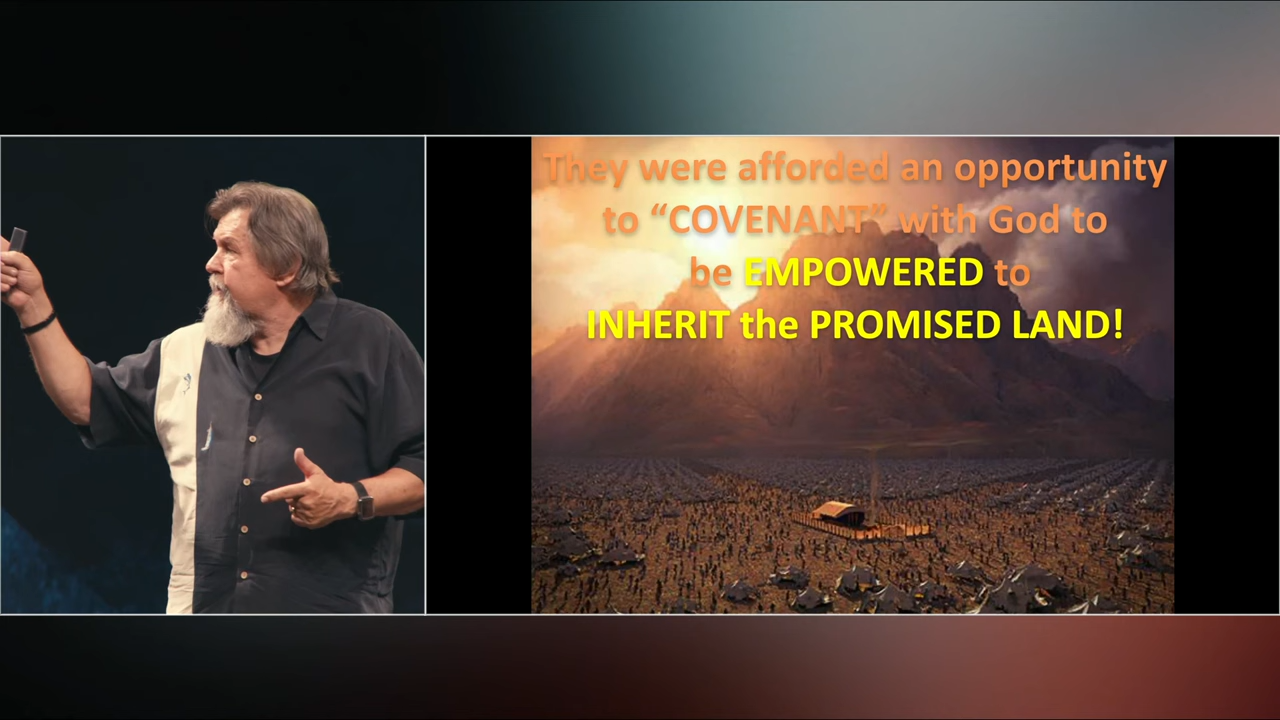 They were afforded an opportunity
to “COVENANT” with God to
be EMPOWERED to
INHERIT the PROMISED LAND!